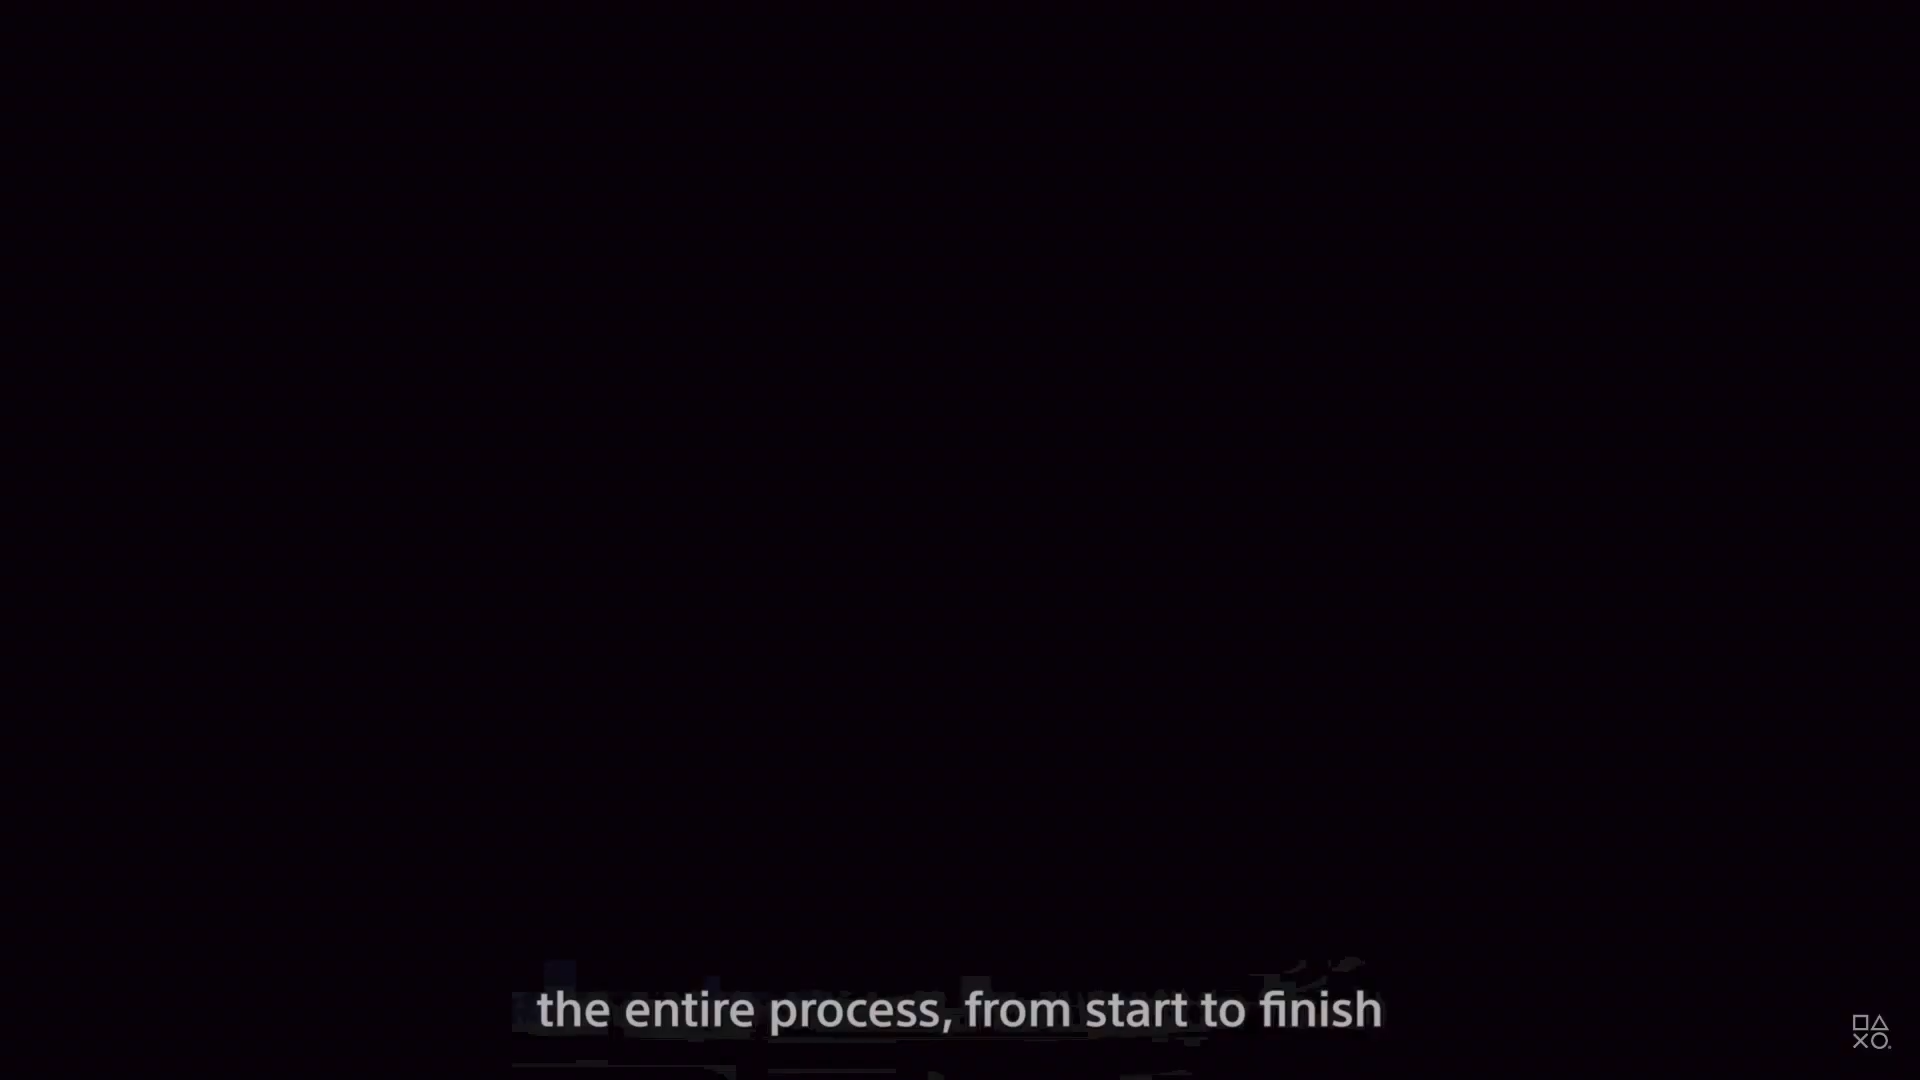 the entire process, from start to finish